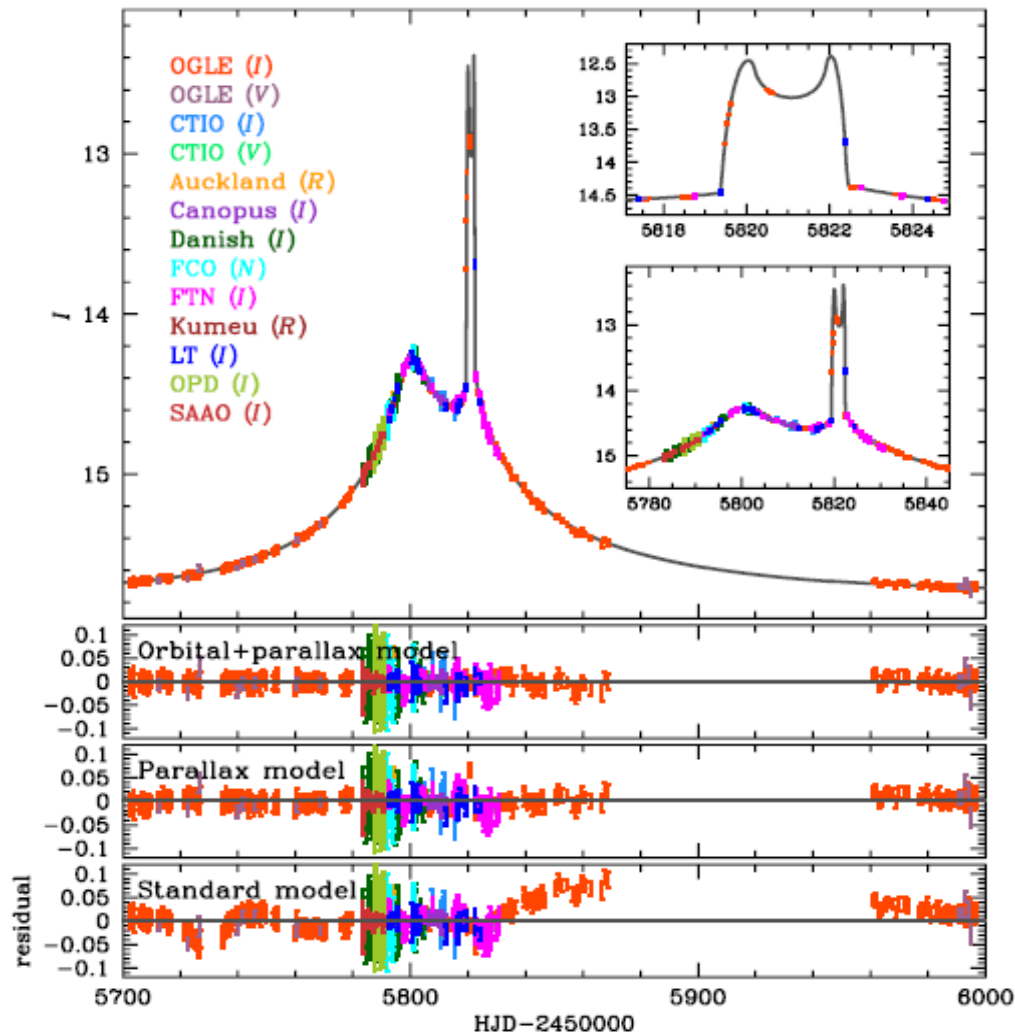 OGLE (I)
OGLE (V)
CTIO (I)
CTIO (V)
Auckland (R)
Canopus (I)
Danish (I)
FCO (N)
FTN (I)
Kumeu (R)
LT (I)
OPD (I)
SAAO (I)
I
13
14
15
12.5
13
13.5
14
14.5
5818 5820 5822 5824
13
14
15
5780 5800 5820 5840
Orbital+parallax model
0.1
0.05
0
-0.05
-0.1
Parallax model
0.1
0.05
0
-0.05
-0.1
Standard model
0.1
0.05
0
-0.05
-0.1
residual
5700 5800 5900 6000
HJD-2450000